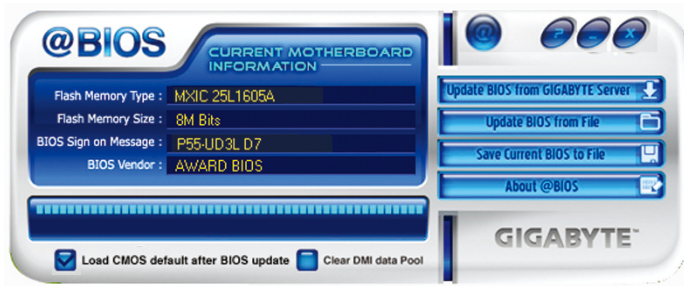 @BIOS
CURRENT MOTHERBOARD
INFORMATION
Flash Memory Type : MXIC 25L1605A
Flash Memory Size : 8M Bits
BIOS Sign on Message : P55-UD3L D7
BIOS Vendor : AWARD BIOS
Load CMOS default after BIOS update
Clear DMI data Pool
@
? _ X
Update BIOS from GIGABYTE Server
Update BIOS from File
Save Current BIOS to File
About @BIOS
GIGABYTE™